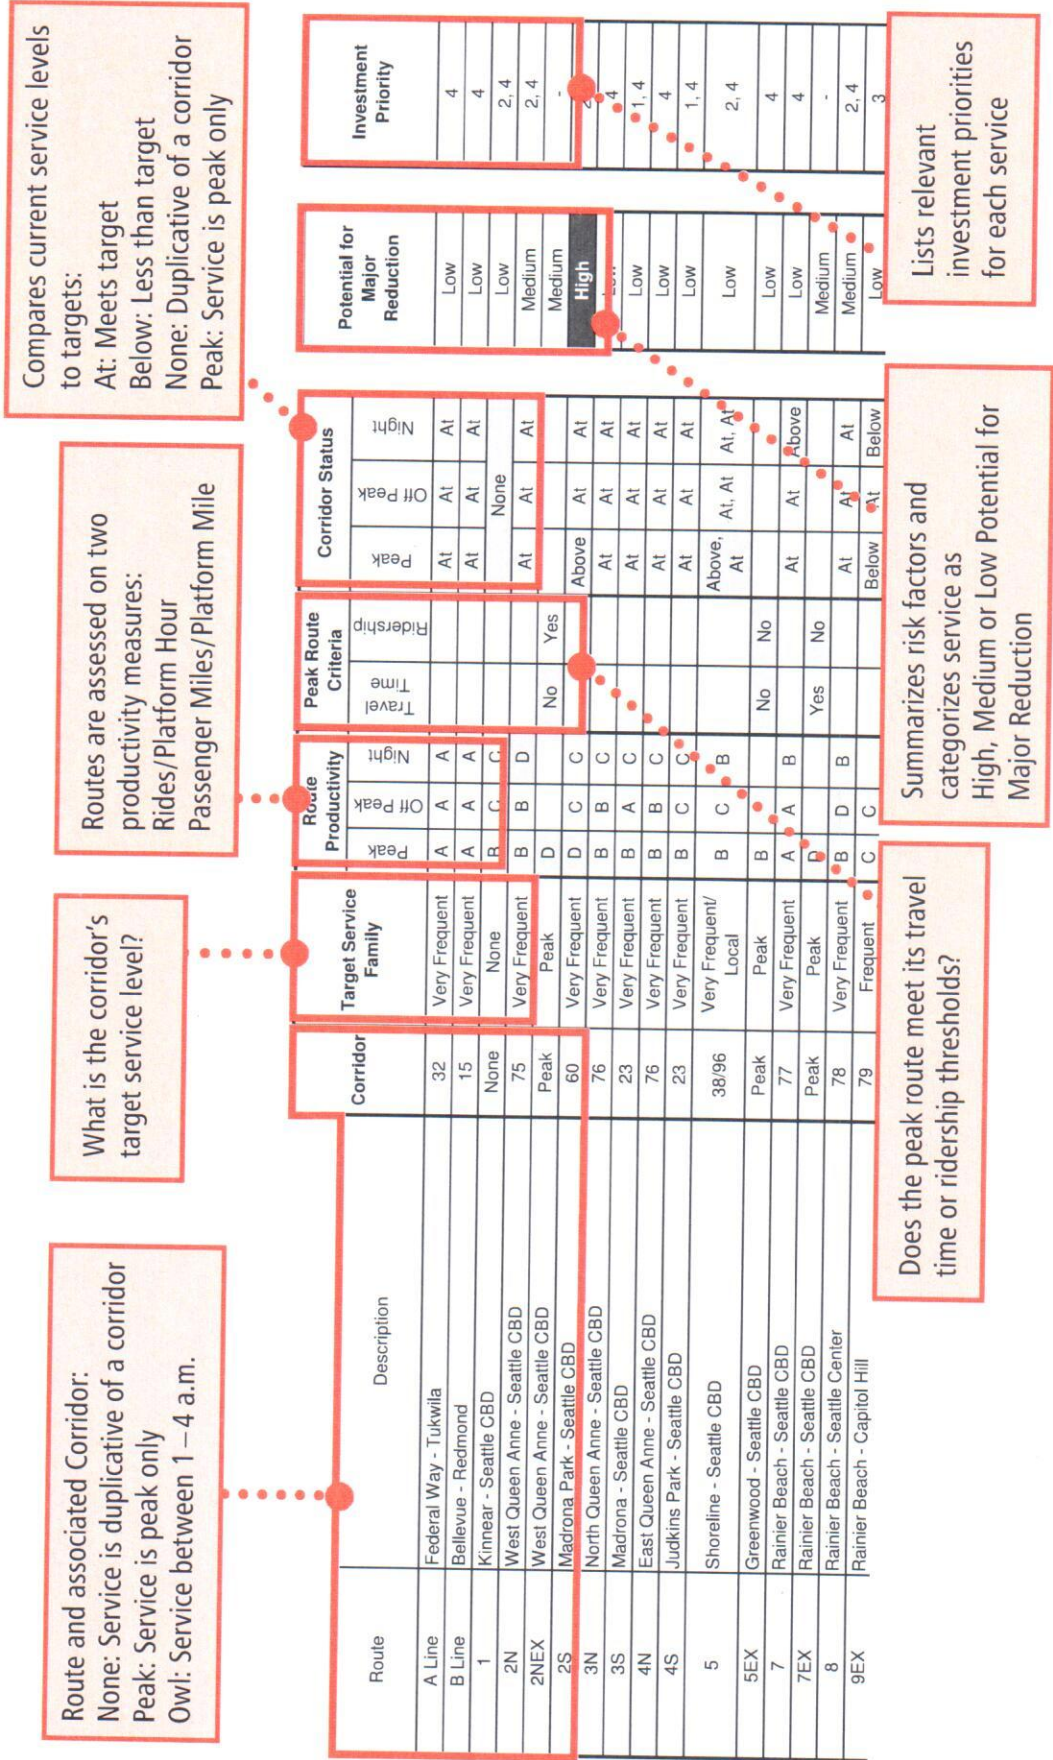 Route and associated Corridor:
None: Service is duplicative of a corridor
Peak: Service is peak only
Owl: Service between 1–4 a.m.
What is the corridor's
target service level?
Routes are assessed on two
productivity measures:
Rides/Platform Hour
Passenger Miles/Platform Mile
Compares current service levels
to targets:
At: Meets target
Below: Less than target
None: Duplicative of a corridor
Peak: Service is peak only
Route Description Corridor Target Service Family Route Productivity Peak Route Criteria Corridor Status Potential for Major Reduction Investment Priority
Peak Off Peak Night Travel Time Ridership Peak Off Peak Night
A Line Federal Way - Tukwila 32 Very Frequent A A A At At At Low 4
B Line Bellevue - Redmond 15 Very Frequent A A A At At At Low 4
1 Kinnear - Seattle CBD None None B C C None Low 2, 4
2N West Queen Anne - Seattle CBD 75 Very Frequent B B D At At At Medium 2, 4
2NEX West Queen Anne - Seattle CBD Peak Peak D No Yes Medium -
2S Madrona Park - Seattle CBD 60 Very Frequent D C C Above At At High
3N North Queen Anne - Seattle CBD 76 Very Frequent B B C At At At Low 4
3S Madrona - Seattle CBD 23 Very Frequent B A C At At At Low 1, 4
4N East Queen Anne - Seattle CBD 76 Very Frequent B B C At At At Low 4
4S Judkins Park - Seattle CBD 23 Very Frequent B C C At At At Low 1, 4
5 Shoreline - Seattle CBD 38/96 Very Frequent/ Local B C B Above, At At, At At, At Low 2, 4
5EX Greenwood - Seattle CBD Peak Peak B No No Low 4
7 Rainier Beach - Seattle CBD 77 Very Frequent A A B At At Above Low 4
7EX Rainier Beach - Seattle CBD Peak Peak D Yes No Medium -
8 Rainier Beach - Seattle Center 78 Very Frequent B D B At At At Medium 2, 4
9EX Rainier Beach - Capitol Hill 79 Frequent C C Below At Below Low 3
Does the peak route meet its travel
time or ridership thresholds?
Summarizes risk factors and
categorizes service as
High, Medium or Low Potential for
Major Reduction
Lists relevant
investment priorities
for each service